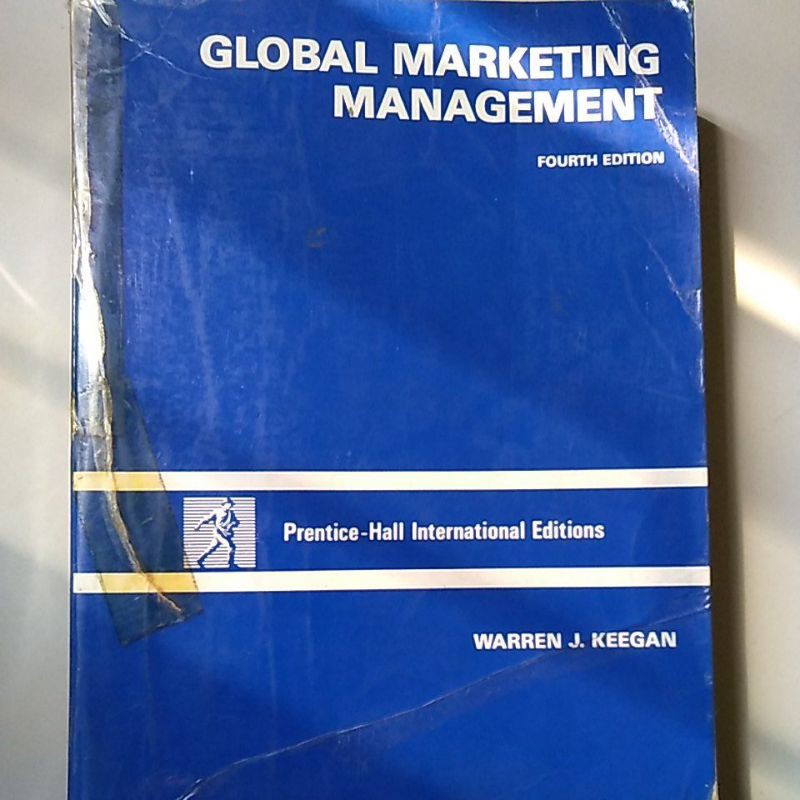 GLOBAL MARKETING
MANAGEMENT
FOURTH EDITION
Prentice-Hall International Editions
WARREN J. KEEGAN